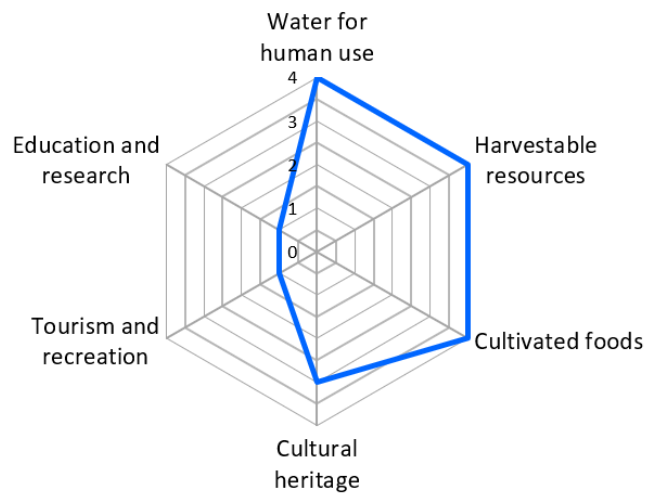 Water for
human use
4
3
2
1
0
Harvestable
resources
Education and
research
Tourism and
recreation
Cultivated foods
Cultural
heritage